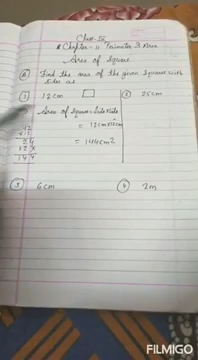 Class-IV
Chapter-11 Perimeter & Area
Area of Square
Q Find the area of the given square with
sides as
① 12cm ② 25cm
Area of Square = Side×Side
= 12cm×12cm
= 144cm2
12
×12
24
12×
144
③ 6cm ④ 2m
FILMIGO